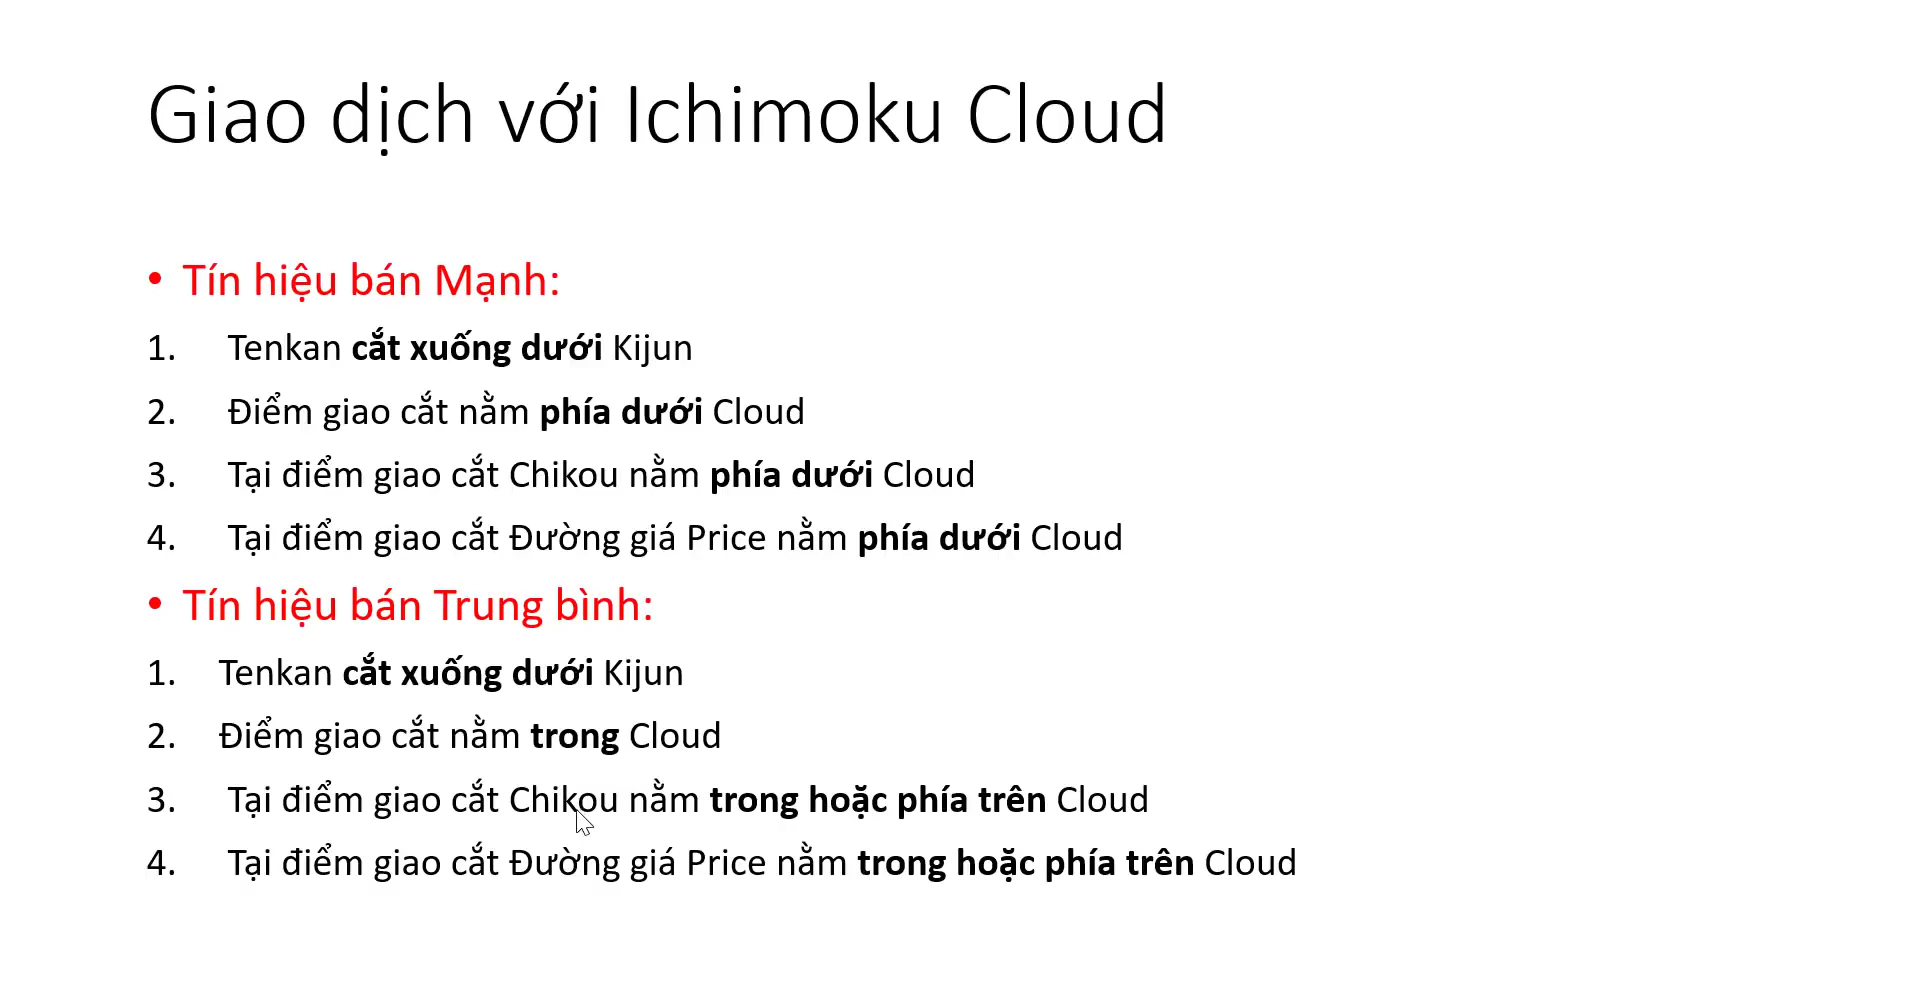 Giao dịch với Ichimoku Cloud
• Tín hiệu bán Mạnh:
1. Tenkan cắt xuống dưới Kijun
2. Điểm giao cắt nằm phía dưới Cloud
3. Tại điểm giao cắt Chikou nằm phía dưới Cloud
4. Tại điểm giao cắt Đường giá Price nằm phía dưới Cloud
• Tín hiệu bán Trung bình:
1. Tenkan cắt xuống dưới Kijun
2. Điểm giao cắt nằm trong Cloud
3. Tại điểm giao cắt Chikou nằm trong hoặc phía trên Cloud
4. Tại điểm giao cắt Đường giá Price nằm trong hoặc phía trên Cloud